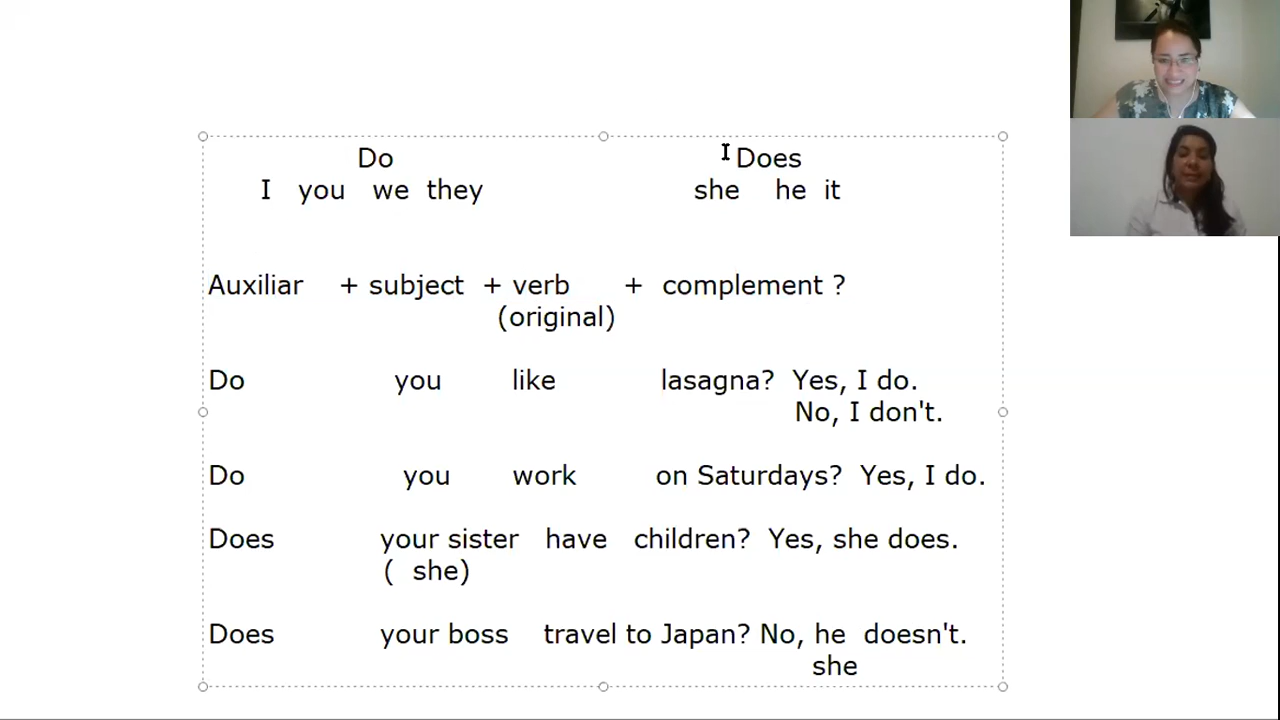 Do Does
I you we they she he it
Auxiliar + subject + verb + complement ?
(original)
Do you like lasagna? Yes, I do.
No, I don't.
Do you work on Saturdays? Yes, I do.
Does your sister have children? Yes, she does.
( she)
Does your boss travel to Japan? No, he doesn't.
she